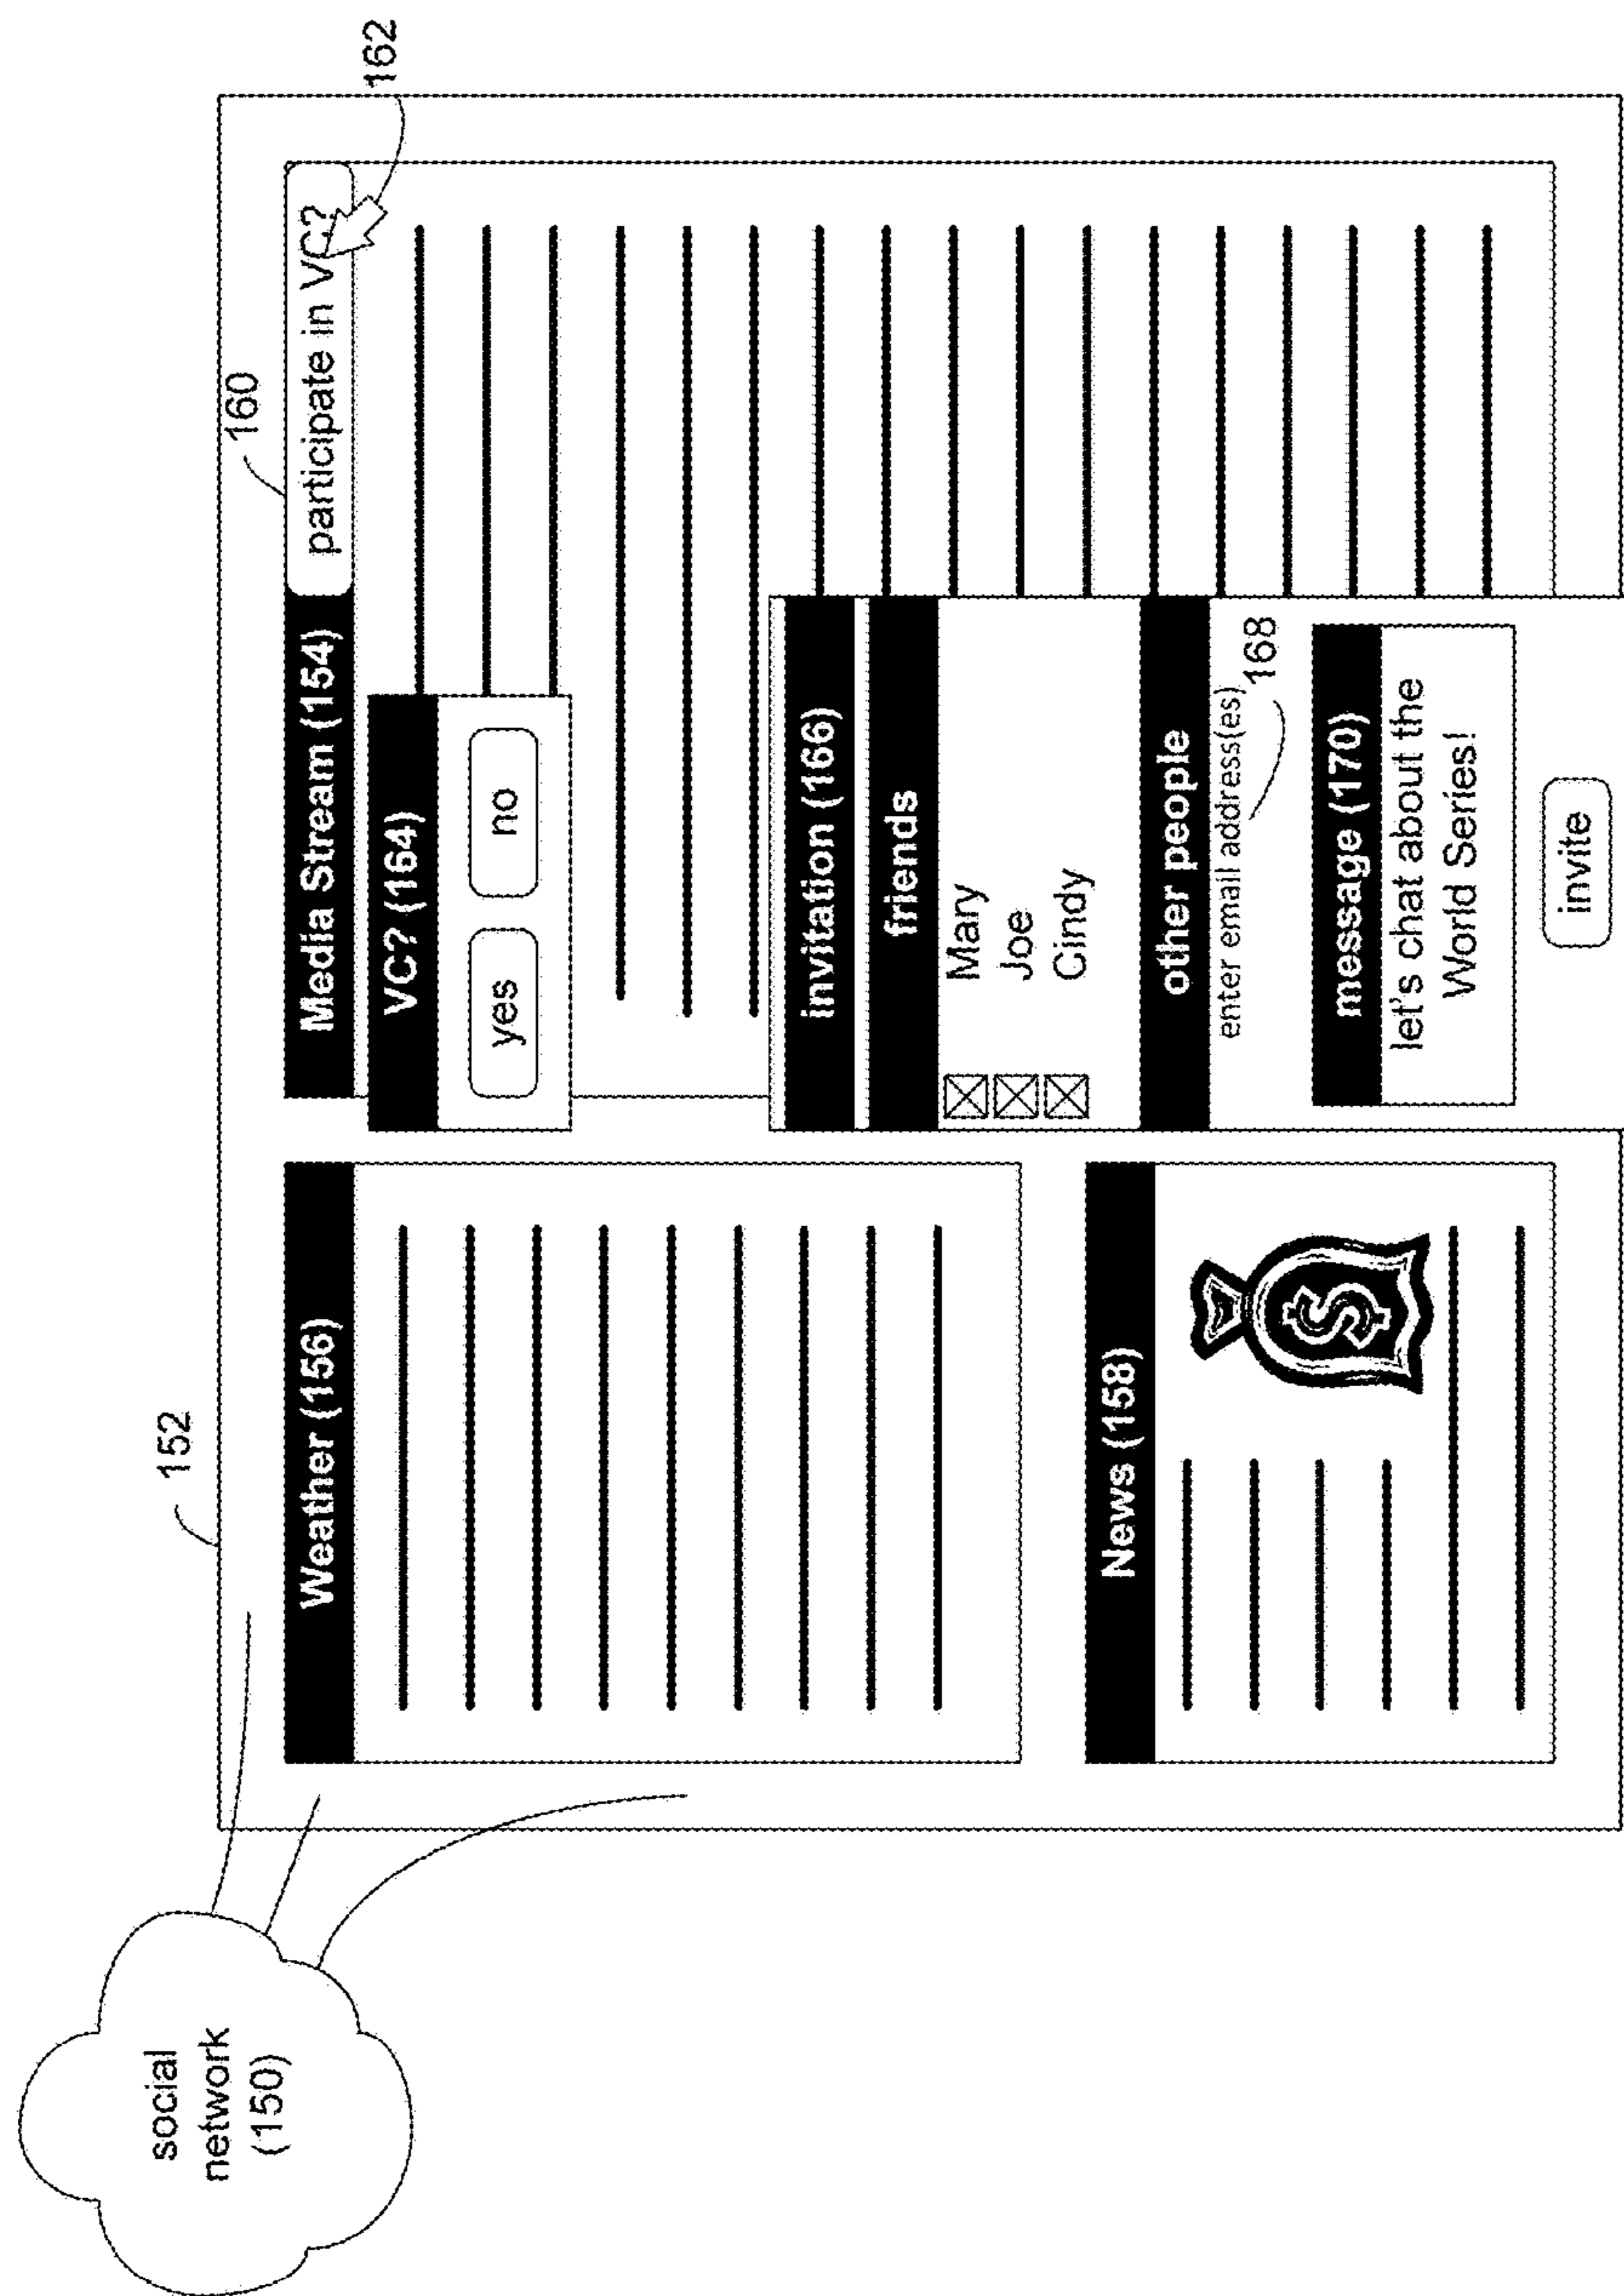 social
network
(150)
152
Weather (156)
News (158)
$
160
162
Media Stream (154)
participate in VC?
VC? (164)
yes
no
invitation (166)
friends
Mary
Joe
Cindy
other people
enter email address(es)
168
message (170)
let's chat about the
World Series!
invite